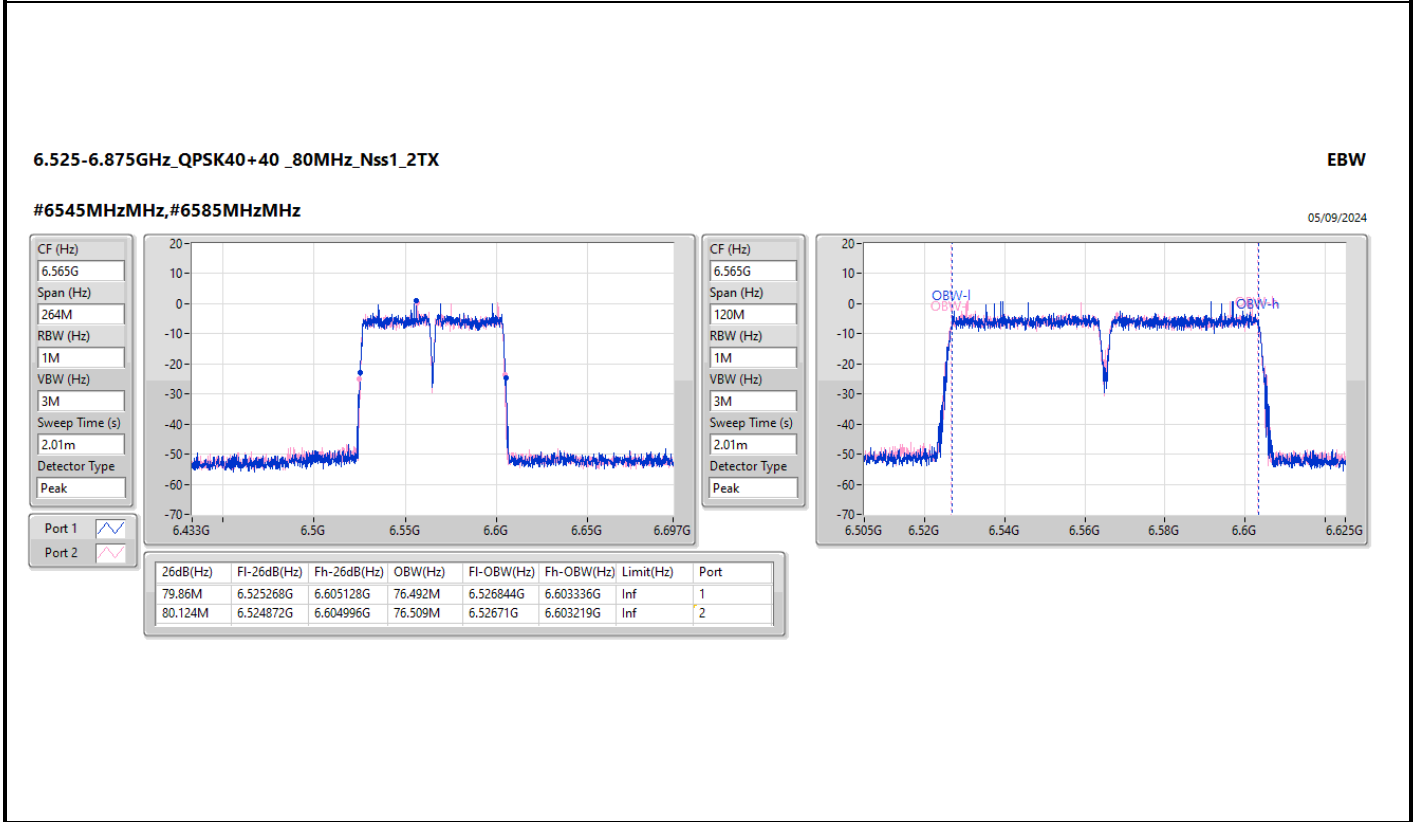 6.525-6.875GHz_QPSK40+40 _80MHz_Nss1_2TX
EBW
#6545MHzMHz,#6585MHzMHz
05/09/2024
CF (Hz)
6.565G
Span (Hz)
264M
RBW (Hz)
1M
VBW (Hz)
3M
Sweep Time (s)
2.01m
Detector Type
Peak
Port 1
Port 2
20
10
0
-10
-20
-30
-40
-50
-60
-70
6.433G 6.5G 6.55G 6.6G 6.65G 6.697G
CF (Hz)
6.565G
Span (Hz)
120M
RBW (Hz)
1M
VBW (Hz)
3M
Sweep Time (s)
2.01m
Detector Type
Peak
20
10
0
-10
-20
-30
-40
-50
-60
-70
OBW-l
OBW-h
6.505G 6.52G 6.54G 6.56G 6.58G 6.6G 6.625G
26dB(Hz) Fl-26dB(Hz) Fh-26dB(Hz) OBW(Hz) Fl-OBW(Hz) Fh-OBW(Hz) Limit(Hz) Port
79.86M 6.525268G 6.605128G 76.492M 6.526844G 6.603336G Inf 1
80.124M 6.524872G 6.604996G 76.509M 6.52671G 6.603219G Inf 2